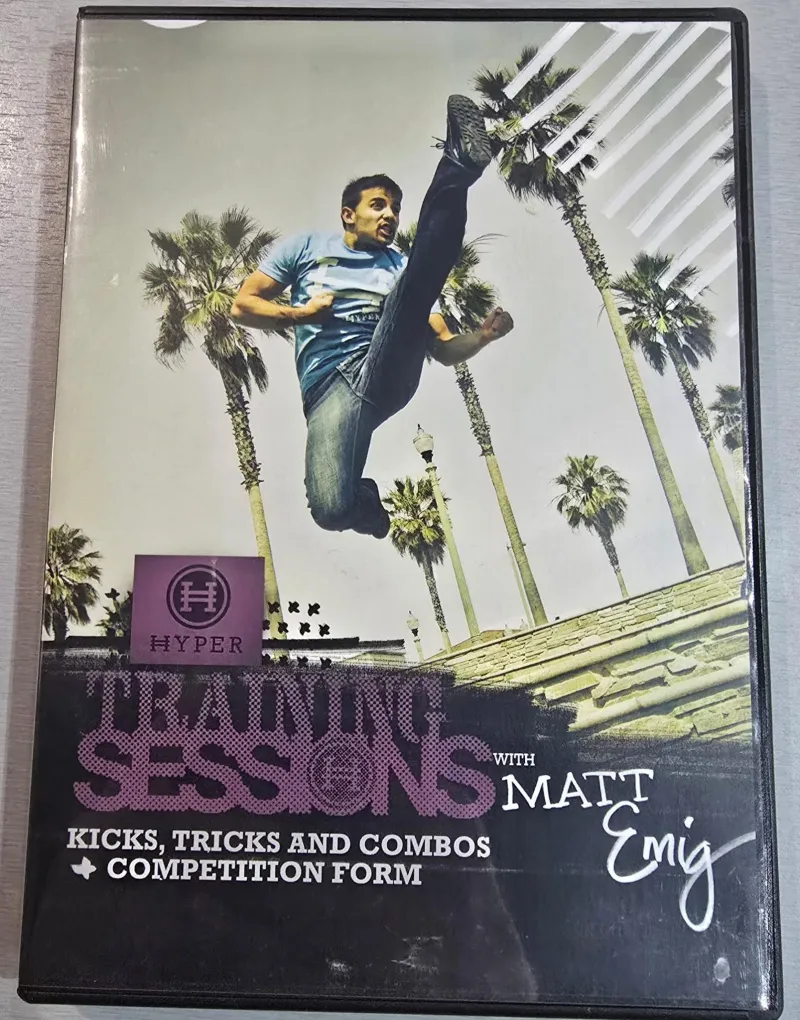 HYPER
TRAINING
SESSIONS
WITH
MATT
Emig
KICKS, TRICKS AND COMBOS
+ COMPETITION FORM